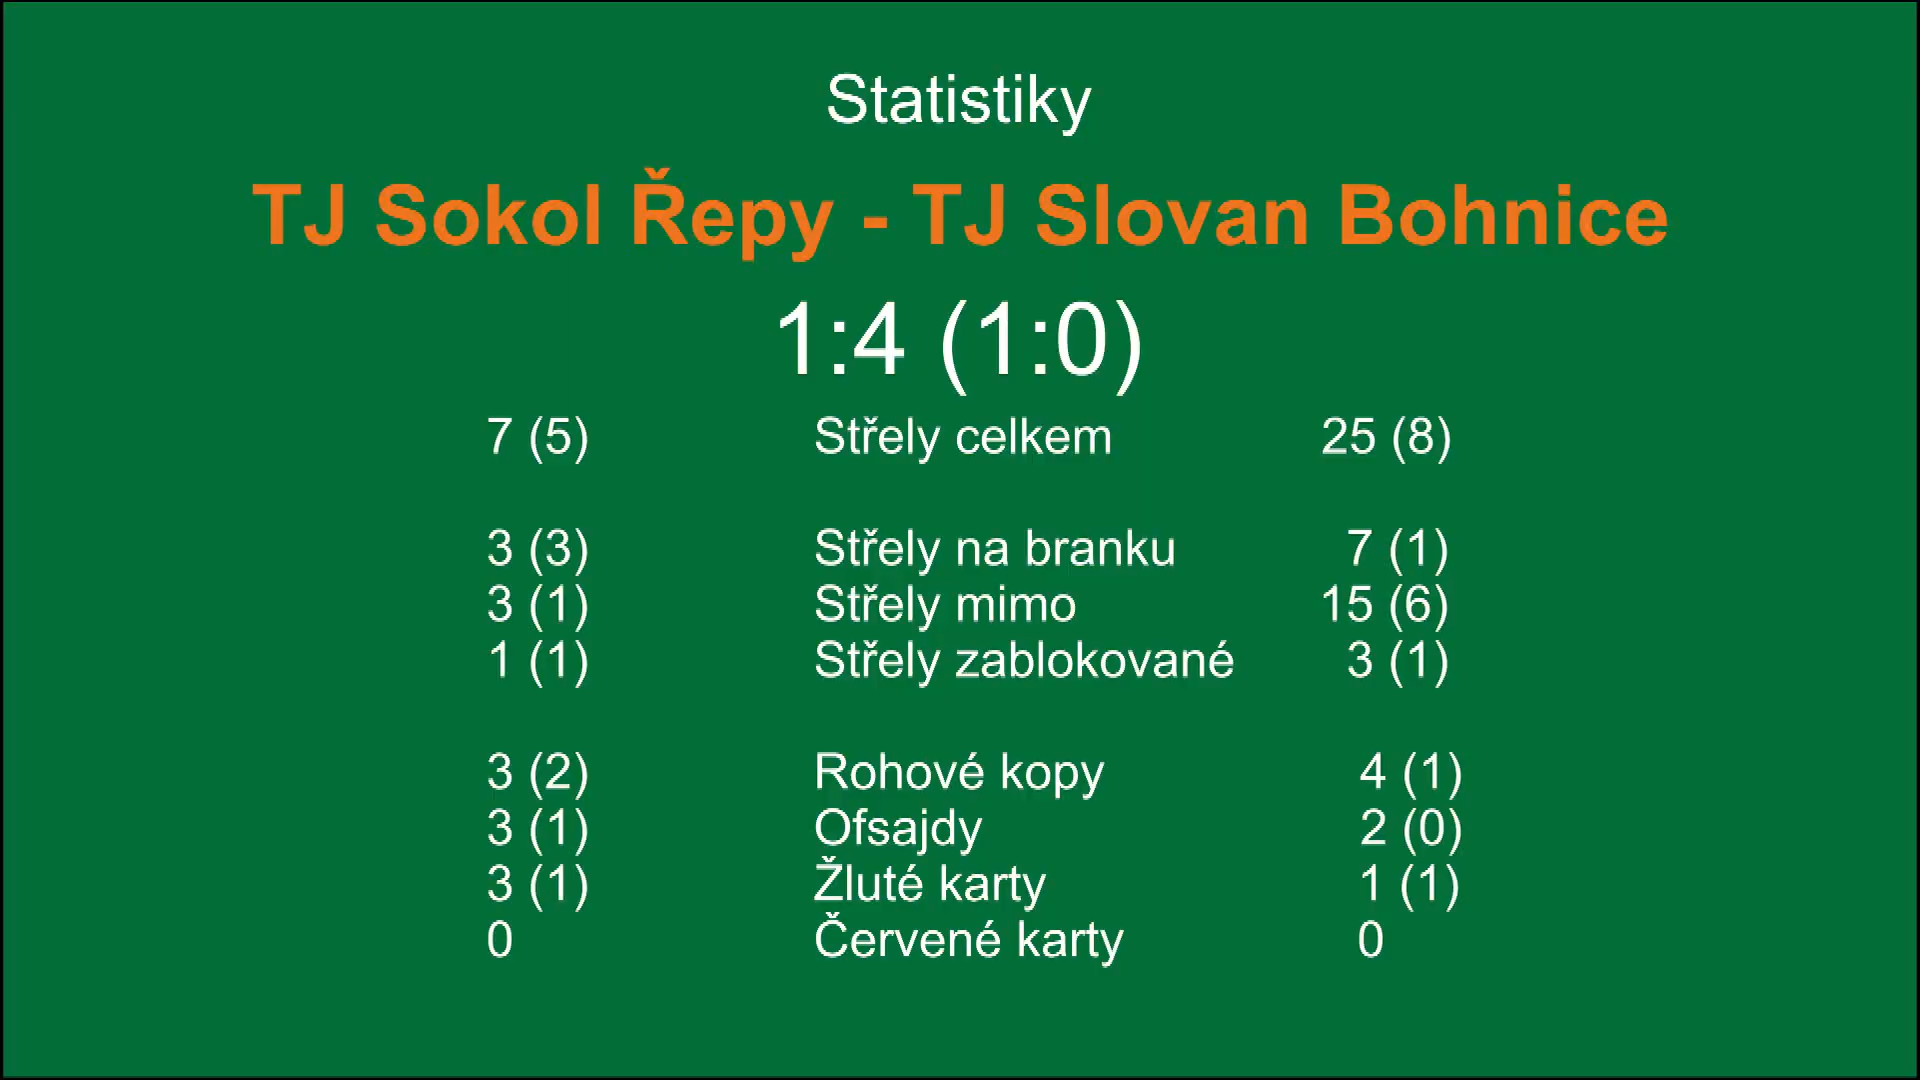 Statistiky
TJ Sokol Řepy - TJ Slovan Bohnice
1:4 (1:0)
7 (5) Střely celkem 25 (8)
3 (3) Střely na branku 7 (1)
3 (1) Střely mimo 15 (6)
1 (1) Střely zablokované 3 (1)
3 (2) Rohové kopy 4 (1)
3 (1) Ofsajdy 2 (0)
3 (1) Žluté karty 1 (1)
0 Červené karty 0